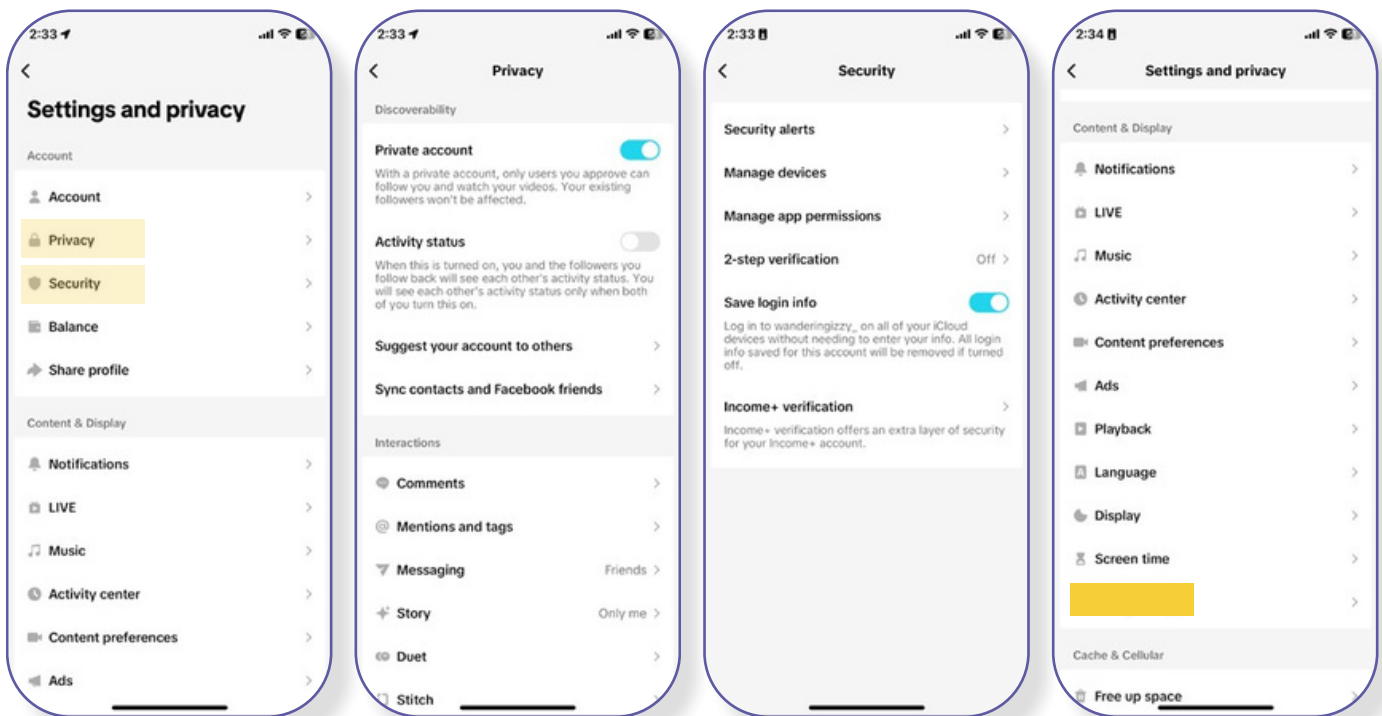 2:33
Settings and privacy
Account
Account
Privacy
Security
Balance
Share profile
Content & Display
Notifications
LIVE
Music
Activity center
Content preferences
Ads
2:33
Privacy
Discoverability
Private account
With a private account, only users you approve can
follow you and watch your videos. Your existing
followers won't be affected.
Activity status
When this is turned on, you and the followers you
follow back will see each other's activity status. You
will see each other's activity status only when both
of you turn this on.
Suggest your account to others
Sync contacts and Facebook friends
Interactions
Comments
Mentions and tags
Messaging Friends
Story Only me
Duet
Stitch
2:33
Security
Security alerts
Manage devices
Manage app permissions
2-step verification Off
Save login info
Log in to wanderingizzy_ on all of your iCloud
devices without needing to enter your info. All login
info saved for this account will be removed if turned
off.
Income+ verification
Income+ verification offers an extra layer of security
for your Income+ account.
2:34
Settings and privacy
Content & Display
Notifications
LIVE
Music
Activity center
Content preferences
Ads
Playback
A Language
Display
Screen time
Cache & Cellular
Free up space